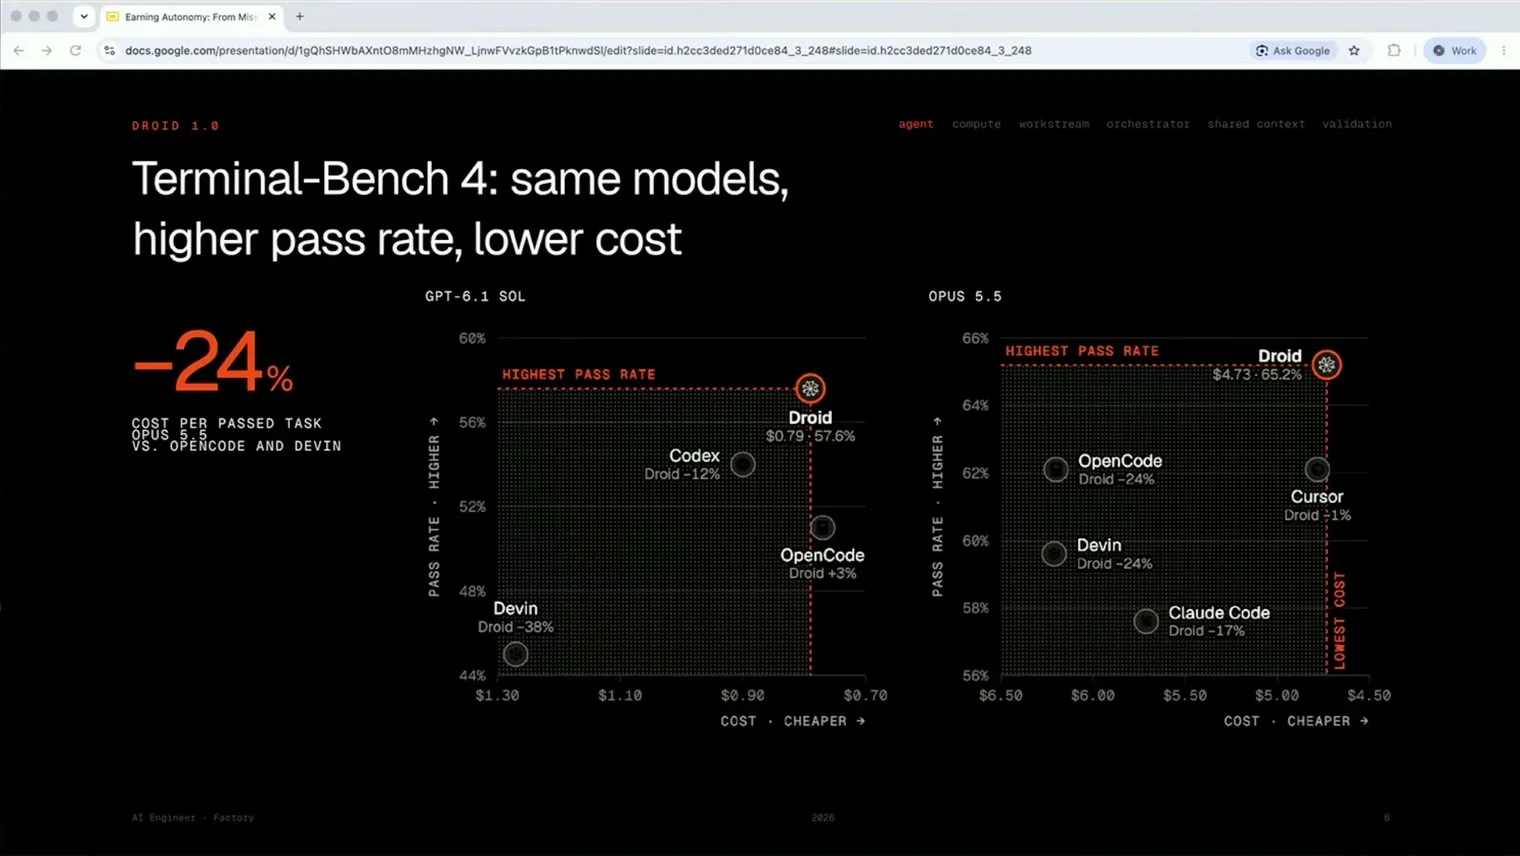 Earning Autonomy: From Mis
docs.google.com/presentation/d/1gQhSHWbAXntO8mMHzhgNW_LjnwFVvzkGpB1tPknwdSI/edit?slide=id.h2cc3ded271d0ce84_3_248#slide=id.h2cc3ded271d0ce84_3_248
Ask Google
Work
DROID 1.0
agent compute workstream orchestrator shared context validation
Terminal-Bench 4: same models,
higher pass rate, lower cost
-24%
COST PER PASSED TASK
OPUS 5.5
VS. OPENCODE AND DEVIN
GPT-6.1 SOL
PASS RATE · HIGHER →
60%
56%
52%
48%
44%
HIGHEST PASS RATE
Droid
$0.79 · 57.6%
Codex
Droid -12%
OpenCode
Droid +3%
Devin
Droid -38%
$1.30 $1.10 $0.90 $0.70
COST · CHEAPER →
OPUS 5.5
PASS RATE · HIGHER →
66%
64%
62%
60%
58%
56%
HIGHEST PASS RATE
Droid
$4.73 · 65.2%
OpenCode
Droid -24%
Cursor
Droid -1%
Devin
Droid -24%
Claude Code
Droid -17%
LOWEST COST
$6.50 $6.00 $5.50 $5.00 $4.50
COST · CHEAPER →
AI Engineer - Factory
2026
6